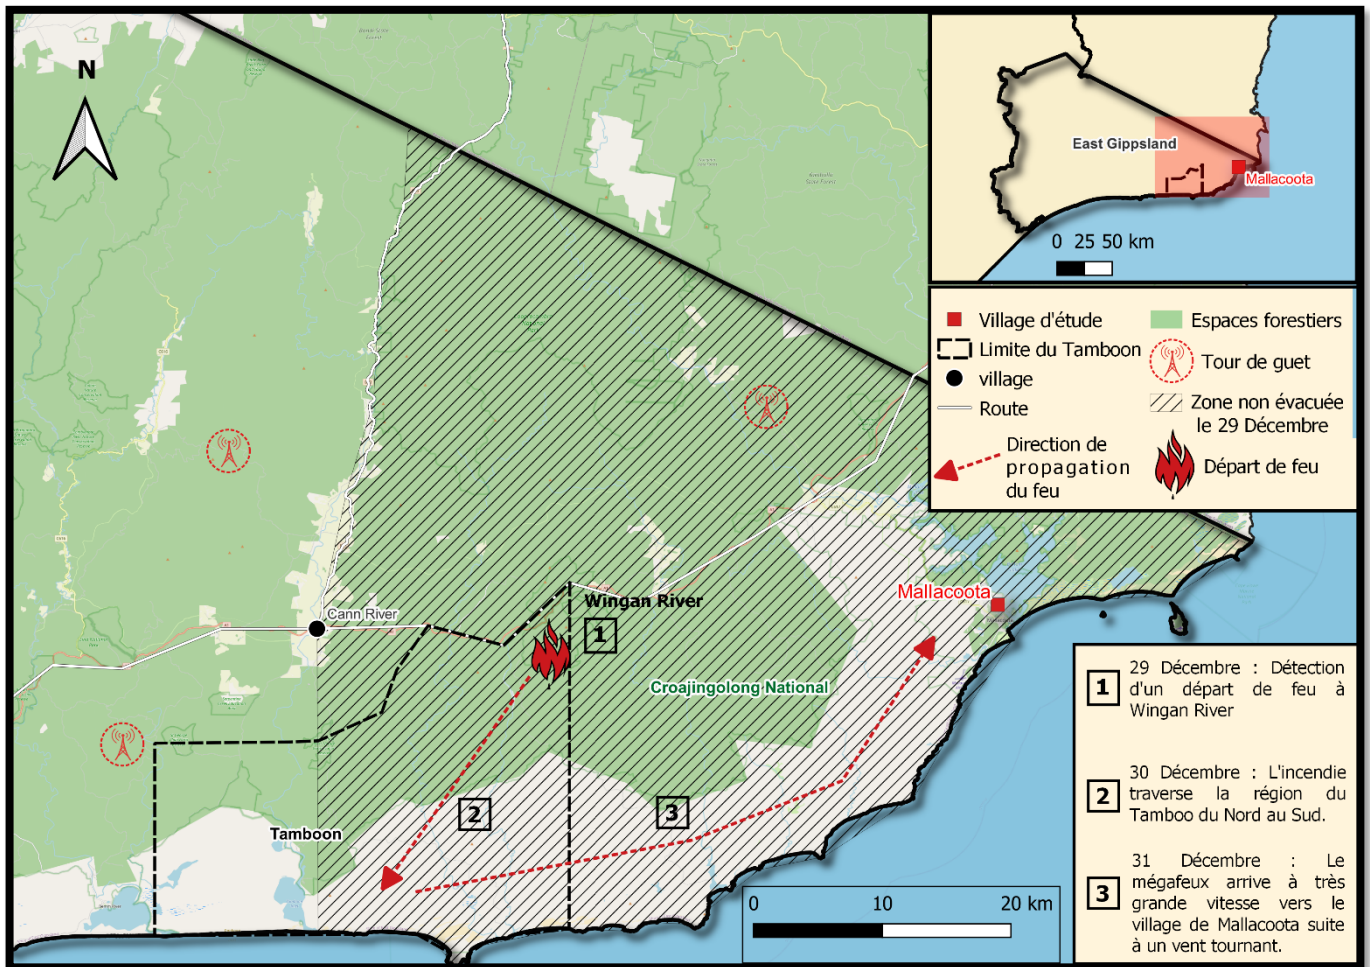 N
East Gippsland
Mallacoota
0 25 50 km
Village d'étude
Limite du Tamboon
village
Route
Direction de
propagation
du feu
Espaces forestiers
Tour de guet
Zone non évacuée
le 29 Décembre
Départ de feu
Cann River
Wingan River
1
Mallacoota
Croajingolong National
2
3
Tamboon
0 10 20 km
1
29 Décembre : Détection
d'un départ de feu à
Wingan River
2
30 Décembre : L'incendie
traverse la région du
Tamboo du Nord au Sud.
3
31 Décembre : Le
mégafeux arrive à très
grande vitesse vers le
village de Mallacoota suite
à un vent tournant.